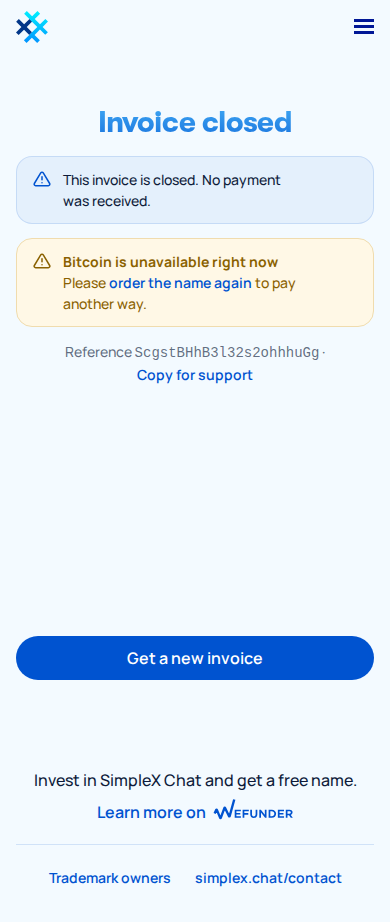 Invoice closed
This invoice is closed. No payment
was received.
Bitcoin is unavailable right now
Please order the name again to pay
another way.
Reference ScgstBHhB3l32s2ohhhuGg ·
Copy for support
Get a new invoice
Invest in SimpleX Chat and get a free name.
Learn more on WEFUNDER
Trademark owners simplex.chat/contact